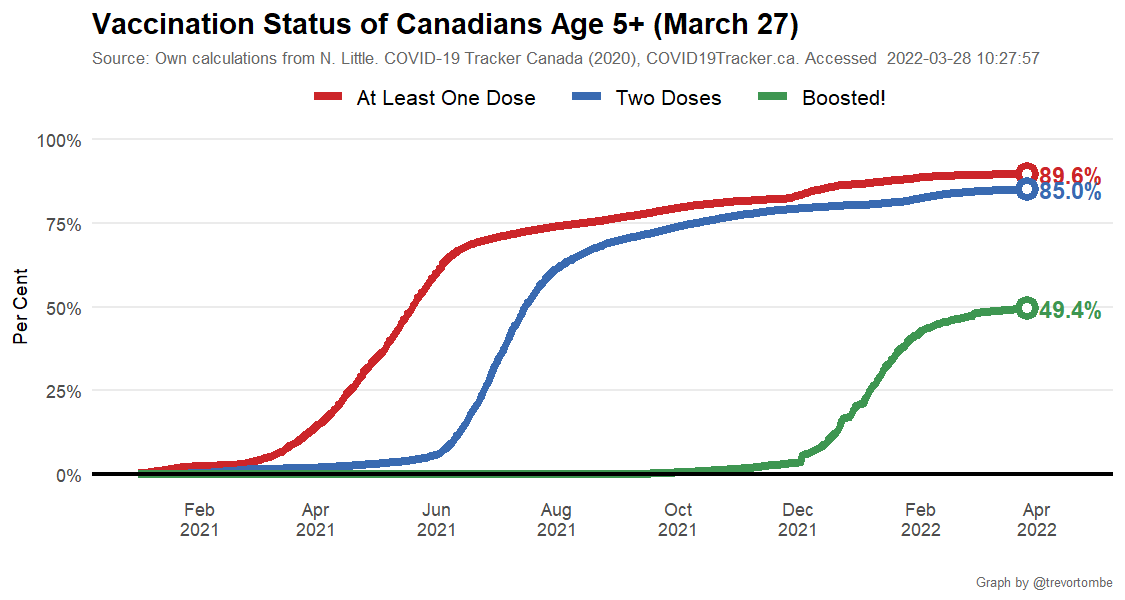 Vaccination Status of Canadians Age 5+ (March 27)
Source: Own calculations from N. Little. COVID-19 Tracker Canada (2020), COVID19Tracker.ca. Accessed  2022-03-28 10:27:57
At Least One Dose Two Doses Boosted!
100%
89.6%
85.0%
75%
Per Cent
50%
49.4%
25%
0%
Feb Apr Jun Aug Oct Dec Feb Apr
2021 2021 2021 2021 2021 2021 2022 2022
Graph by @trevortombe